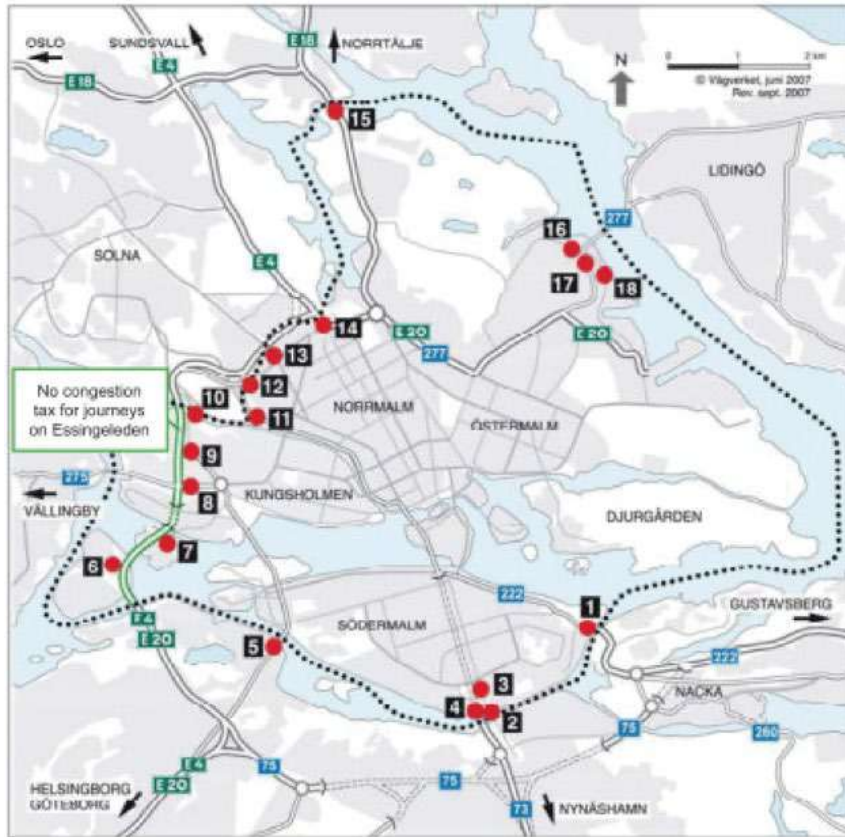 OSLO
SUNDSVALL
E4
E18
NORRTÄLJE
N
0 1 2 km
© Vägverket, juni 2007
Rev. sept. 2007
E18
15
LIDINGÖ
277
16
SOLNA
E4
17
18
14
E20
E20
13
277
No congestion
tax for journeys
on Essingeleden
12
10
11
NORRMALM
ÖSTERMALM
9
275
8
KUNGSHOLMEN
VÄLLINGBY
DJURGÅRDEN
7
6
222
1
GUSTAVSBERG
E4
E20
SÖDERMALM
5
222
3
NACKA
4
2
75
260
E4
75
HELSINGBORG
GÖTEBORG
E20
75
73
NYNÄSHAMN